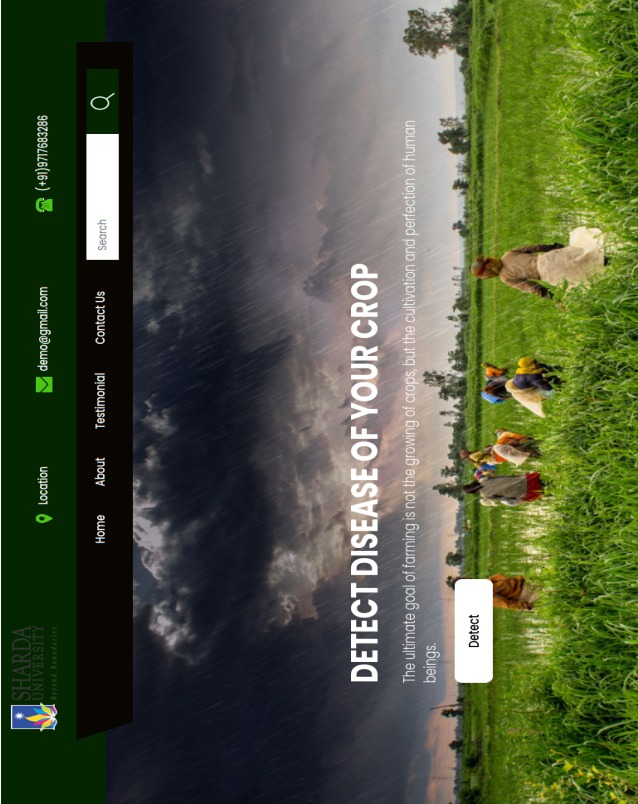 SHARDA
UNIVERSITY
Beyond Boundaries
Location
demo@gmail.com
(+91)9717683286
Home
About
Testimonial
Contact Us
Search
DETECT DISEASE OF YOUR CROP
The ultimate goal of farming is not the growing of crops, but the cultivation and perfection of human
beings.
Detect